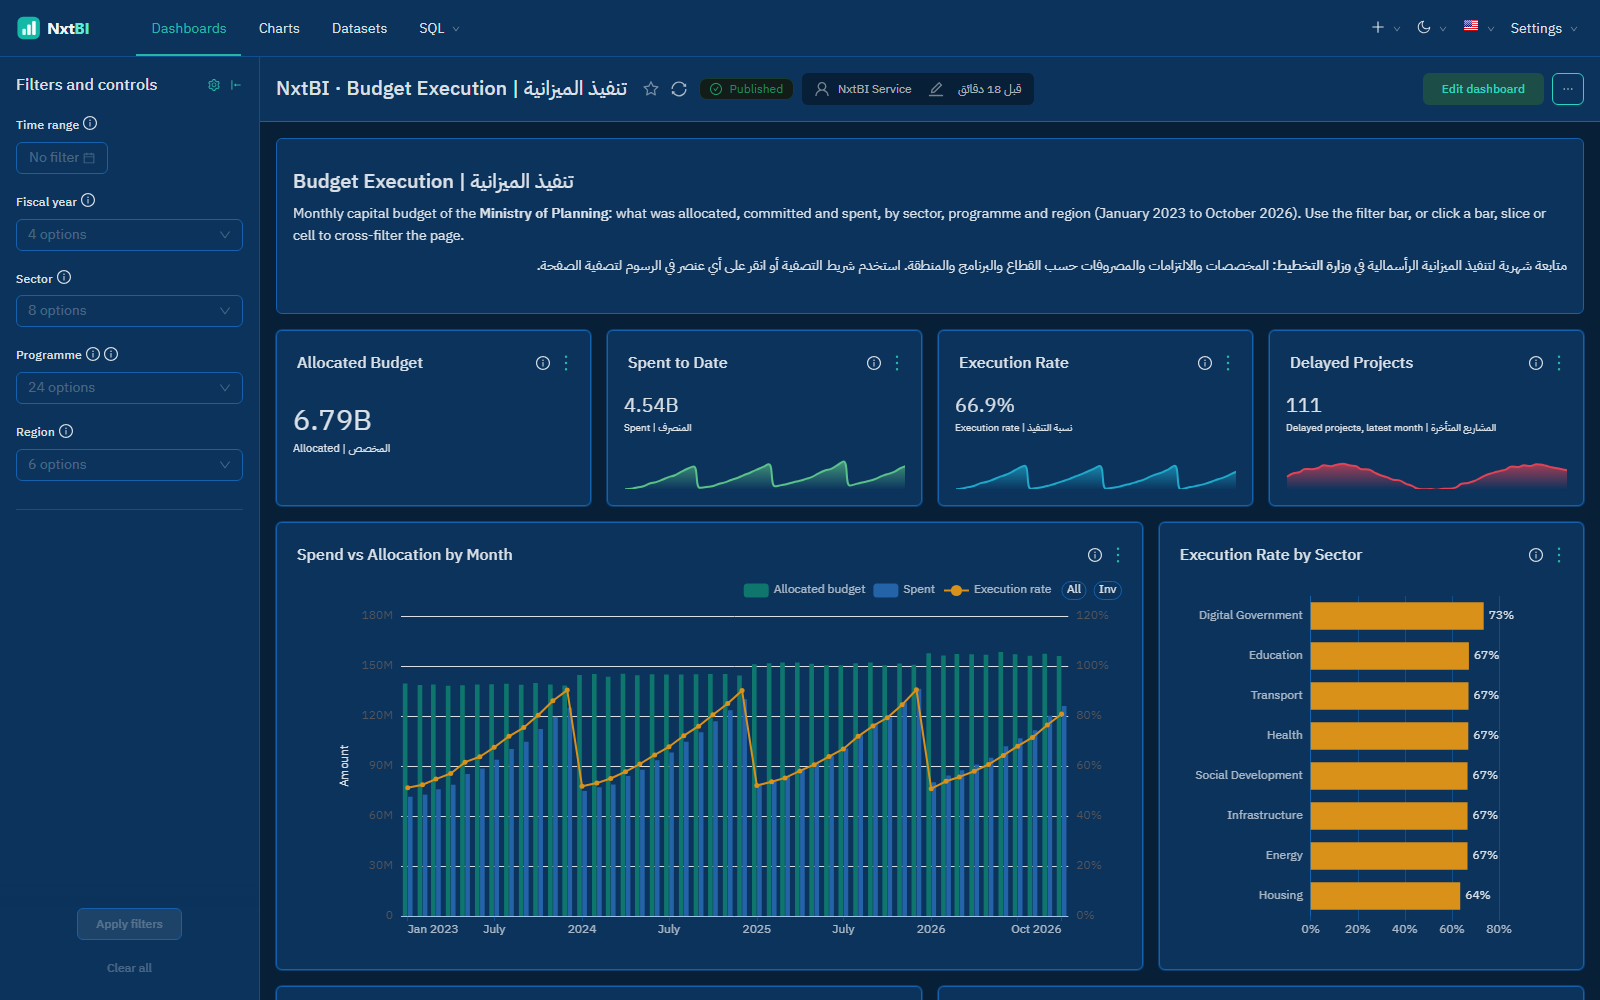 NxtBI
Dashboards
Charts
Datasets
SQL
Settings
Filters and controls
Time range
No filter
Fiscal year
4 options
Sector
8 options
Programme
24 options
Region
6 options
Apply filters
Clear all
NxtBI · Budget Execution | تنفيذ الميزانية
Published
NxtBI Service
قبل 18 دقائق
Edit dashboard
Budget Execution | تنفيذ الميزانية
Monthly capital budget of the Ministry of Planning: what was allocated, committed and spent, by sector, programme and region (January 2023 to October 2026). Use the filter bar, or click a bar, slice or
cell to cross-filter the page.
متابعة شهرية لتنفيذ الميزانية الرأسمالية في وزارة التخطيط: المخصصات والالتزامات والمصروفات حسب القطاع والبرنامج والمنطقة. استخدم شريط التصفية أو انقر على أي عنصر في الرسوم لتصفية الصفحة.
Allocated Budget
6.79B
Allocated | المخصص
Spent to Date
4.54B
Spent | المنصرف
Execution Rate
66.9%
Execution rate | نسبة التنفيذ
Delayed Projects
111
Delayed projects, latest month | المشاريع المتأخرة
Spend vs Allocation by Month
Allocated budget
Spent
Execution rate
All
Inv
180M
150M
120M
90M
60M
30M
0
Amount
120%
100%
80%
60%
40%
20%
0%
Jan 2023
July
2024
July
2025
July
2026
Oct 2026
Execution Rate by Sector
Digital Government 73%
Education 67%
Transport 67%
Health 67%
Social Development 67%
Infrastructure 67%
Energy 67%
Housing 64%
0% 20% 40% 60% 80%